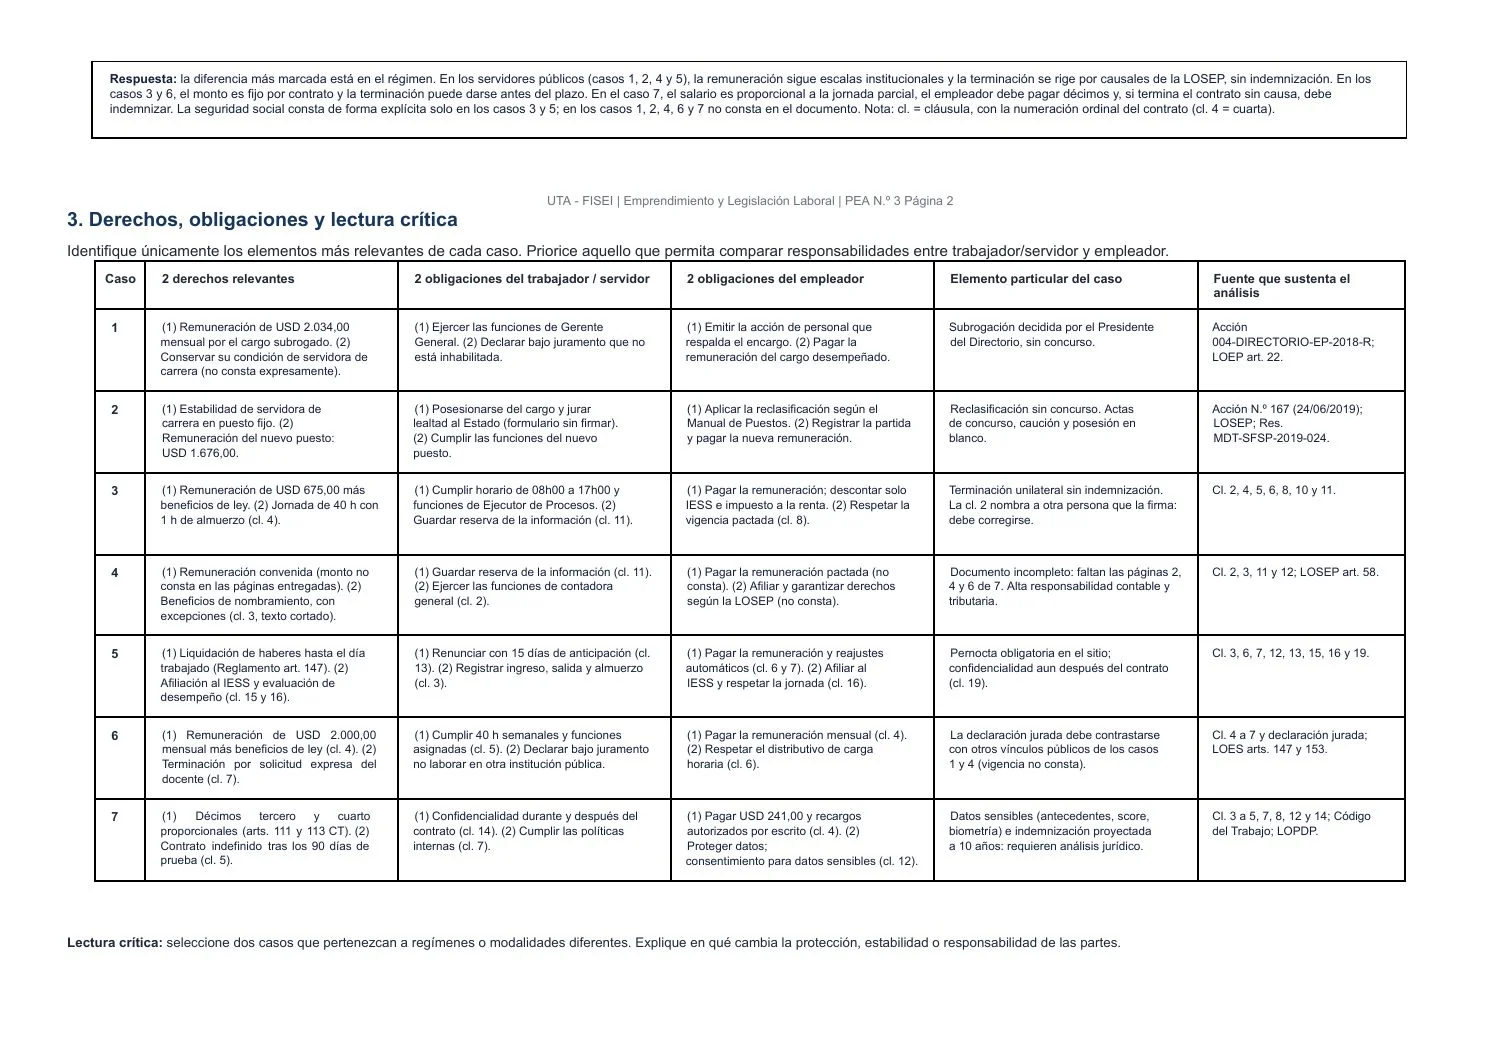 Respuesta: la diferencia más marcada está en el régimen. En los servidores públicos (casos 1, 2, 4 y 5), la remuneración sigue escalas institucionales y la terminación se rige por causales de la LOSEP, sin indemnización. En los
casos 3 y 6, el monto es fijo por contrato y la terminación puede darse antes del plazo. En el caso 7, el salario es proporcional a la jornada parcial, el empleador debe pagar décimos y, si termina el contrato sin causa, debe
indemnizar. La seguridad social consta de forma explícita solo en los casos 3 y 5; en los casos 1, 2, 4, 6 y 7 no consta en el documento. Nota: cl. = cláusula, con la numeración ordinal del contrato (cl. 4 = cuarta).
UTA - FISEI | Emprendimiento y Legislación Laboral | PEA N.º 3 Página 2
3. Derechos, obligaciones y lectura crítica
Identifique únicamente los elementos más relevantes de cada caso. Priorice aquello que permita comparar responsabilidades entre trabajador/servidor y empleador.
Caso
2 derechos relevantes
2 obligaciones del trabajador / servidor
2 obligaciones del empleador
Elemento particular del caso
Fuente que sustenta el
análisis
1
(1) Remuneración de USD 2.034,00
mensual por el cargo subrogado. (2)
Conservar su condición de servidora de
carrera (no consta expresamente).
(1) Ejercer las funciones de Gerente
General. (2) Declarar bajo juramento que no
está inhabilitada.
(1) Emitir la acción de personal que
respalda el encargo. (2) Pagar la
remuneración del cargo desempeñado.
Subrogación decidida por el Presidente
del Directorio, sin concurso.
Acción
004-DIRECTORIO-EP-2018-R;
LOEP art. 22.
2
(1) Estabilidad de servidora de
carrera en puesto fijo. (2)
Remuneración del nuevo puesto:
USD 1.676,00.
(1) Posesionarse del cargo y jurar
lealtad al Estado (formulario sin firmar).
(2) Cumplir las funciones del nuevo
puesto.
(1) Aplicar la reclasificación según el
Manual de Puestos. (2) Registrar la partida
y pagar la nueva remuneración.
Reclasificación sin concurso. Actas
de concurso, caución y posesión en
blanco.
Acción N.º 167 (24/06/2019);
LOSEP; Res.
MDT-SFSP-2019-024.
3
(1) Remuneración de USD 675,00 más
beneficios de ley. (2) Jornada de 40 h con
1 h de almuerzo (cl. 4).
(1) Cumplir horario de 08h00 a 17h00 y
funciones de Ejecutor de Procesos. (2)
Guardar reserva de la información (cl. 11).
(1) Pagar la remuneración; descontar solo
IESS e impuesto a la renta. (2) Respetar la
vigencia pactada (cl. 8).
Terminación unilateral sin indemnización.
La cl. 2 nombra a otra persona que la firma:
debe corregirse.
Cl. 2, 4, 5, 6, 8, 10 y 11.
4
(1) Remuneración convenida (monto no
consta en las páginas entregadas). (2)
Beneficios de nombramiento, con
excepciones (cl. 3, texto cortado).
(1) Guardar reserva de la información (cl. 11).
(2) Ejercer las funciones de contadora
general (cl. 2).
(1) Pagar la remuneración pactada (no
consta). (2) Afiliar y garantizar derechos
según la LOSEP (no consta).
Documento incompleto: faltan las páginas 2,
4 y 6 de 7. Alta responsabilidad contable y
tributaria.
Cl. 2, 3, 11 y 12; LOSEP art. 58.
5
(1) Liquidación de haberes hasta el día
trabajado (Reglamento art. 147). (2)
Afiliación al IESS y evaluación de
desempeño (cl. 15 y 16).
(1) Renunciar con 15 días de anticipación (cl.
13). (2) Registrar ingreso, salida y almuerzo
(cl. 3).
(1) Pagar la remuneración y reajustes
automáticos (cl. 6 y 7). (2) Afiliar al
IESS y respetar la jornada (cl. 16).
Pernocta obligatoria en el sitio;
confidencialidad aun después del contrato
(cl. 19).
Cl. 3, 6, 7, 12, 13, 15, 16 y 19.
6
(1) Remuneración de USD 2.000,00
mensual más beneficios de ley (cl. 4). (2)
Terminación por solicitud expresa del
docente (cl. 7).
(1) Cumplir 40 h semanales y funciones
asignadas (cl. 5). (2) Declarar bajo juramento
no laborar en otra institución pública.
(1) Pagar la remuneración mensual (cl. 4).
(2) Respetar el distributivo de carga
horaria (cl. 6).
La declaración jurada debe contrastarse
con otros vínculos públicos de los casos
1 y 4 (vigencia no consta).
Cl. 4 a 7 y declaración jurada;
LOES arts. 147 y 153.
7
(1) Décimos tercero y cuarto
proporcionales (arts. 111 y 113 CT). (2)
Contrato indefinido tras los 90 días de
prueba (cl. 5).
(1) Confidencialidad durante y después del
contrato (cl. 14). (2) Cumplir las políticas
internas (cl. 7).
(1) Pagar USD 241,00 y recargos
autorizados por escrito (cl. 4). (2)
Proteger datos;
consentimiento para datos sensibles (cl. 12).
Datos sensibles (antecedentes, score,
biometría) e indemnización proyectada
a 10 años: requieren análisis jurídico.
Cl. 3 a 5, 7, 8, 12 y 14; Código
del Trabajo; LOPDP.
Lectura crítica: seleccione dos casos que pertenezcan a regímenes o modalidades diferentes. Explique en qué cambia la protección, estabilidad o responsabilidad de las partes.